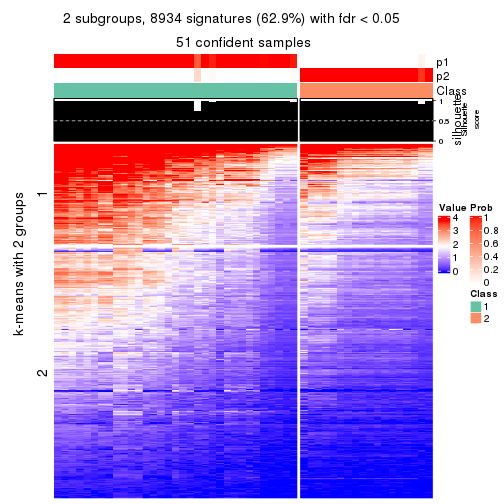 2 subgroups, 8934 signatures (62.9%) with fdr < 0.05
51 confident samples
p1
p2
Class
1
0.5
0
silhouette
Silhouette
score
k-means with 2 groups
1
2
Value
4
3
2
1
0
Prob
1
0.8
0.6
0.4
0.2
0
Class
1
2